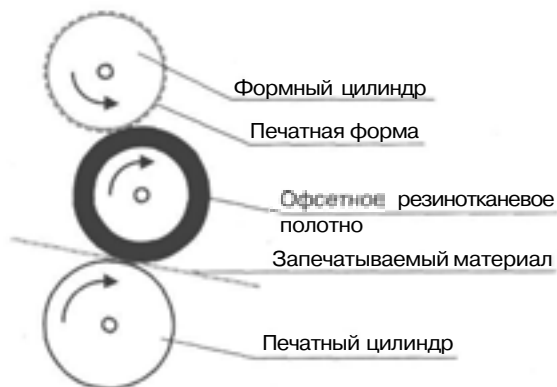 Формный цилиндр
Печатная форма
Офсетное резинотканевое
полотно
Запечатываемый материал
Печатный цилиндр